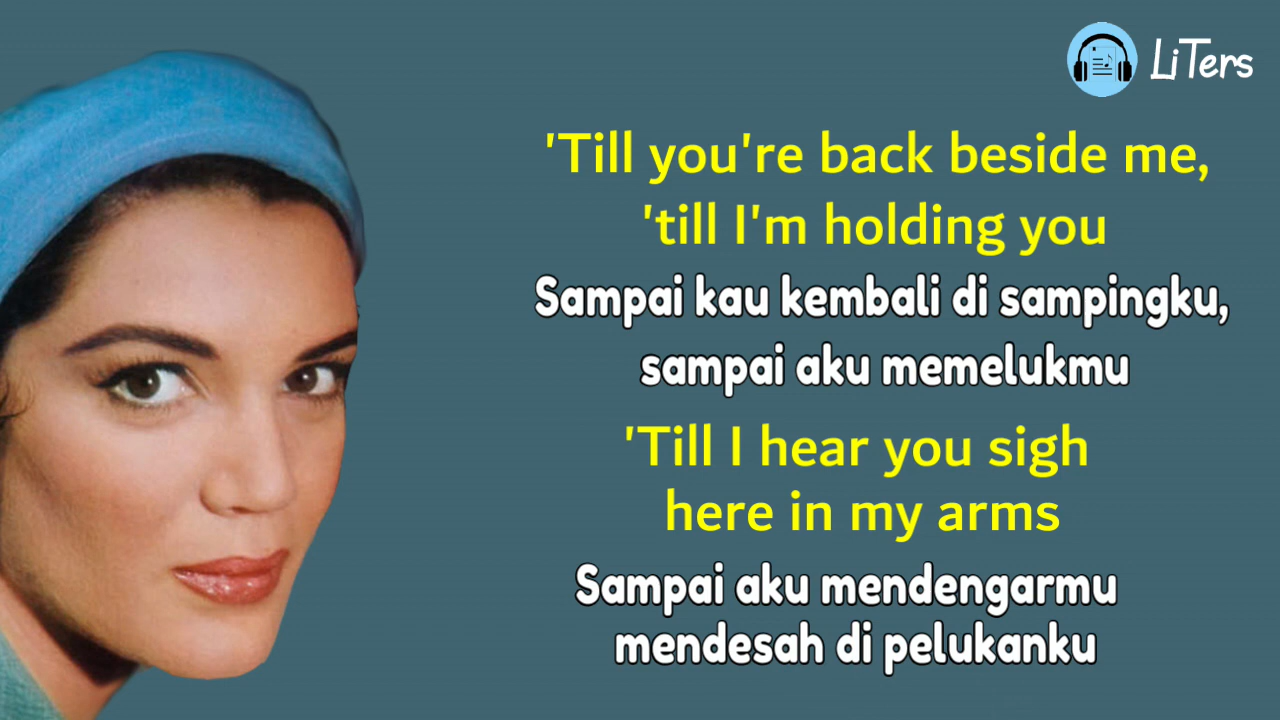 LiTers
'Till you're back beside me,
'till I'm holding you
Sampai kau kembali di sampingku,
sampai aku memelukmu
'Till I hear you sigh
here in my arms
Sampai aku mendengarmu
mendesah di pelukanku